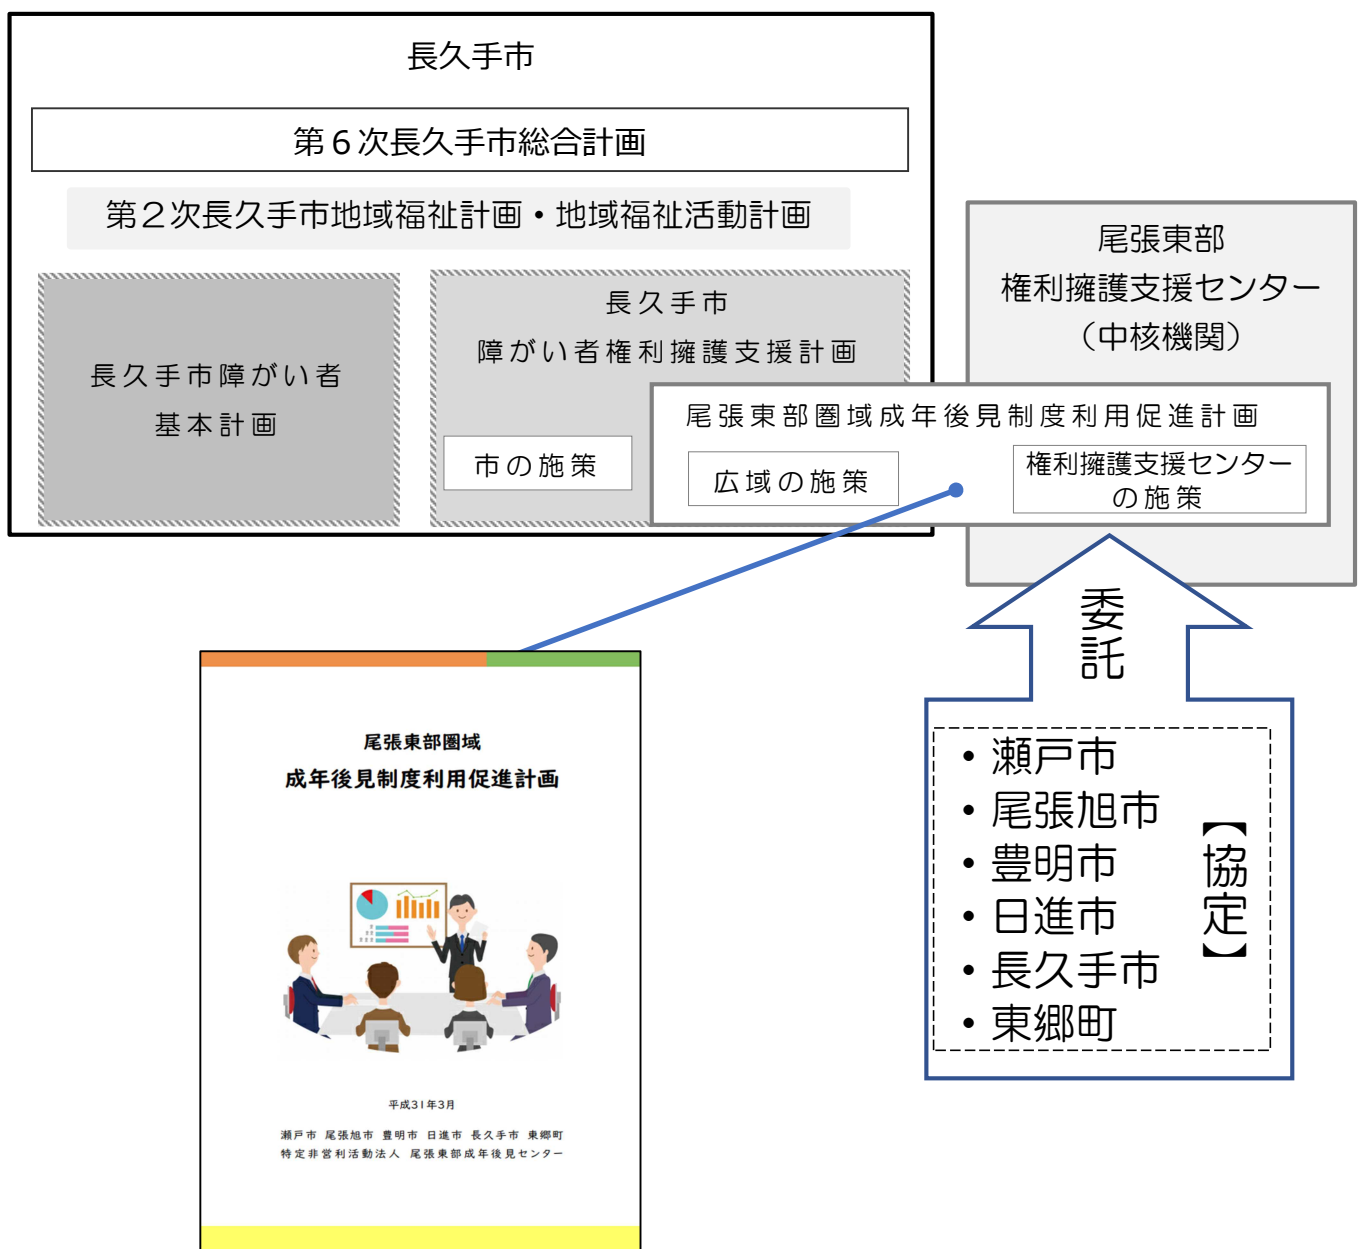 長久手市
第６次長久手市総合計画
第２次長久手市地域福祉計画・地域福祉活動計画
長久手市障がい者
基本計画
長久手市
障がい者権利擁護支援計画
市の施策
尾張東部
権利擁護支援センター
（中核機関）
尾張東部圏域成年後見制度利用促進計画
広域の施策
権利擁護支援センター
の施策
委託
・瀬戸市
・尾張旭市
・豊明市
・日進市
・長久手市
・東郷町
【協定】
尾張東部圏域
成年後見制度利用促進計画
平成31年3月
瀬戸市 尾張旭市 豊明市 日進市 長久手市 東郷町
特定非営利活動法人 尾張東部成年後見センター